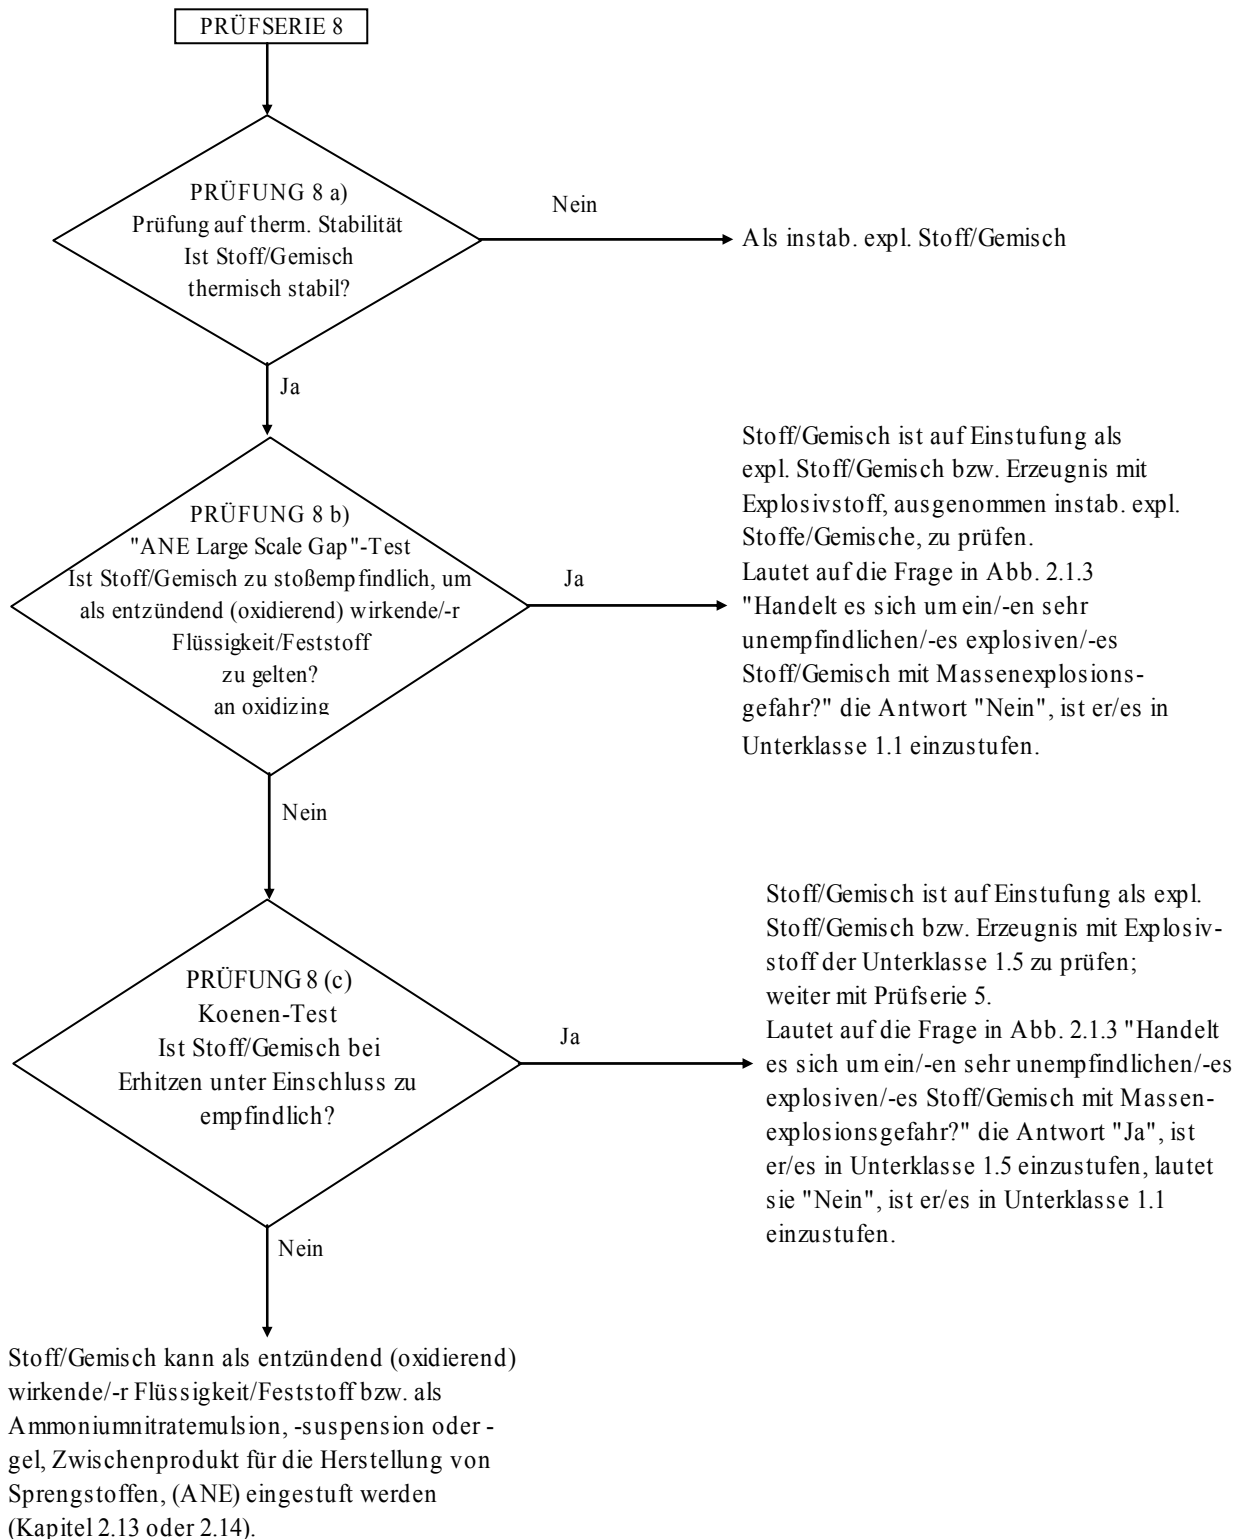 PRÜFSERIE 8
PRÜFUNG 8 a)
Prüfung auf therm. Stabilität
Ist Stoff/Gemisch
thermisch stabil?
Nein
Als instab. expl. Stoff/Gemisch
Ja
PRÜFUNG 8 b)
"ANE Large Scale Gap"-Test
Ist Stoff/Gemisch zu stoßempfindlich, um
als entzündend (oxidierend) wirkende/-r
Flüssigkeit/Feststoff
zu gelten?
an oxidizing
Ja
Stoff/Gemisch ist auf Einstufung als
expl. Stoff/Gemisch bzw. Erzeugnis mit
Explosivstoff, ausgenommen instab. expl.
Stoffe/Gemische, zu prüfen.
Lautet auf die Frage in Abb. 2.1.3
"Handelt es sich um ein/-en sehr
unempfindlichen/-es explosiven/-es
Stoff/Gemisch mit Massenexplosions-
gefahr?" die Antwort "Nein", ist er/es in
Unterklasse 1.1 einzustufen.
Nein
PRÜFUNG 8 (c)
Koenen-Test
Ist Stoff/Gemisch bei
Erhitzen unter Einschluss zu
empfindlich?
Ja
Stoff/Gemisch ist auf Einstufung als expl.
Stoff/Gemisch bzw. Erzeugnis mit Explosiv-
stoff der Unterklasse 1.5 zu prüfen;
weiter mit Prüfserie 5.
Lautet auf die Frage in Abb. 2.1.3 "Handelt
es sich um ein/-en sehr unempfindlichen/-es
explosiven/-es Stoff/Gemisch mit Massen-
explosionsgefahr?" die Antwort "Ja", ist
er/es in Unterklasse 1.5 einzustufen, lautet
sie "Nein", ist er/es in Unterklasse 1.1
einzustufen.
Nein
Stoff/Gemisch kann als entzündend (oxidierend)
wirkende/-r Flüssigkeit/Feststoff bzw. als
Ammoniumnitratemulsion, -suspension oder -
gel, Zwischenprodukt für die Herstellung von
Sprengstoffen, (ANE) eingestuft werden
(Kapitel 2.13 oder 2.14).